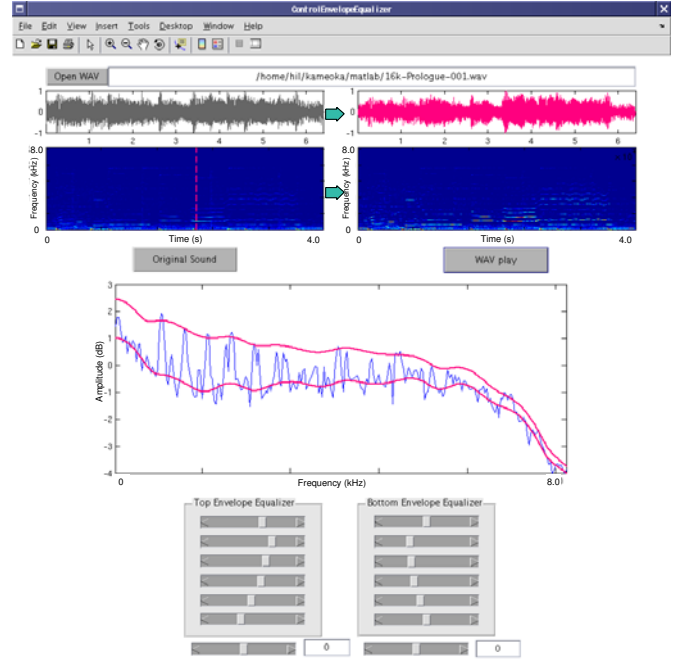 ControlEnvelopeEqualizer
File Edit View Insert Tools Desktop Window Help
Open WAV /home/hil/kameoka/matlab/16k-Prologue-001.wav
1 0 -1 1 2 3 4 5 6
1 0 -1 1 2 3 4 5 6
8.0 Frequency (kHz) 0
8.0 Frequency (kHz) 0
0 Time (s) 4.0
0 Time (s) 4.0
Original Sound WAV play
3
2
1
0
-1
-2
-3
-4
Amplitude (dB)
0 Frequency (kHz) 8.0
Top Envelope Equalizer Bottom Envelope Equalizer
0 0